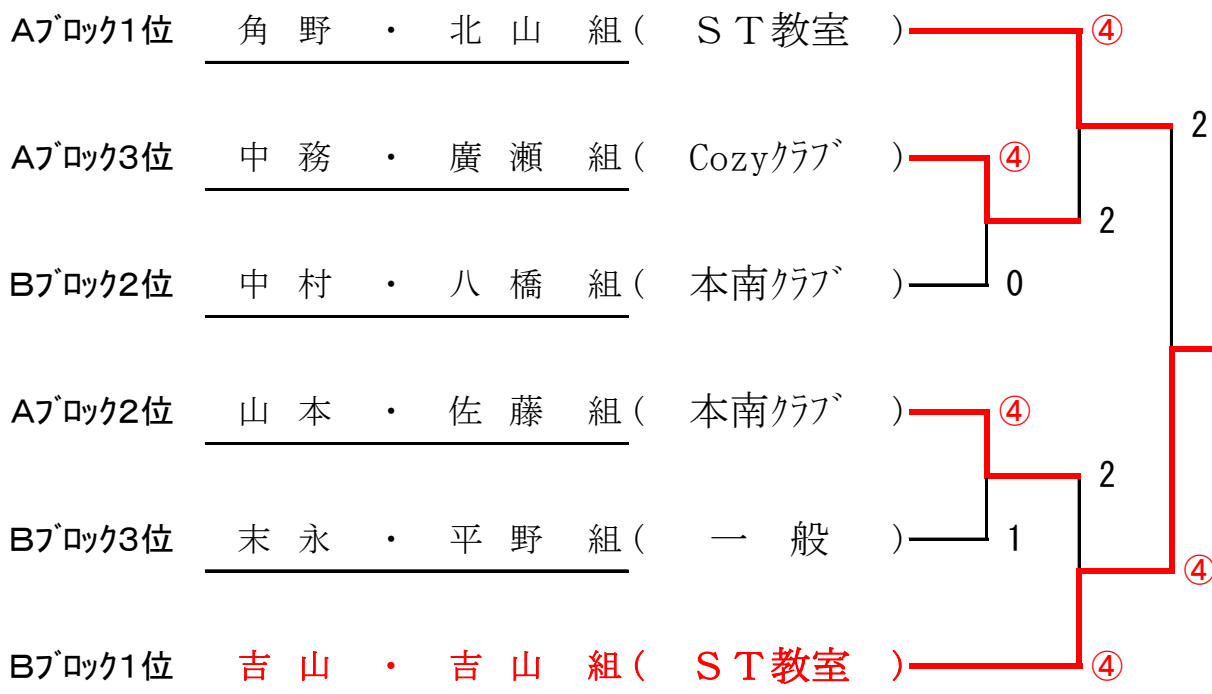 Aﾌﾞﾛｯｸ1位 角野・北山 組( ST教室 ) ④
2
Aﾌﾞﾛｯｸ3位 中務・廣瀬 組( Cozyｸﾗﾌﾞ ) ④
2
Bﾌﾞﾛｯｸ2位 中村・八橋 組( 本南ｸﾗﾌﾞ ) 0
Aﾌﾞﾛｯｸ2位 山本・佐藤 組( 本南ｸﾗﾌﾞ ) ④
2
Bﾌﾞﾛｯｸ3位 末永・平野 組( 一般 ) 1
④
Bﾌﾞﾛｯｸ1位 吉山・吉山 組( ST教室 ) ④